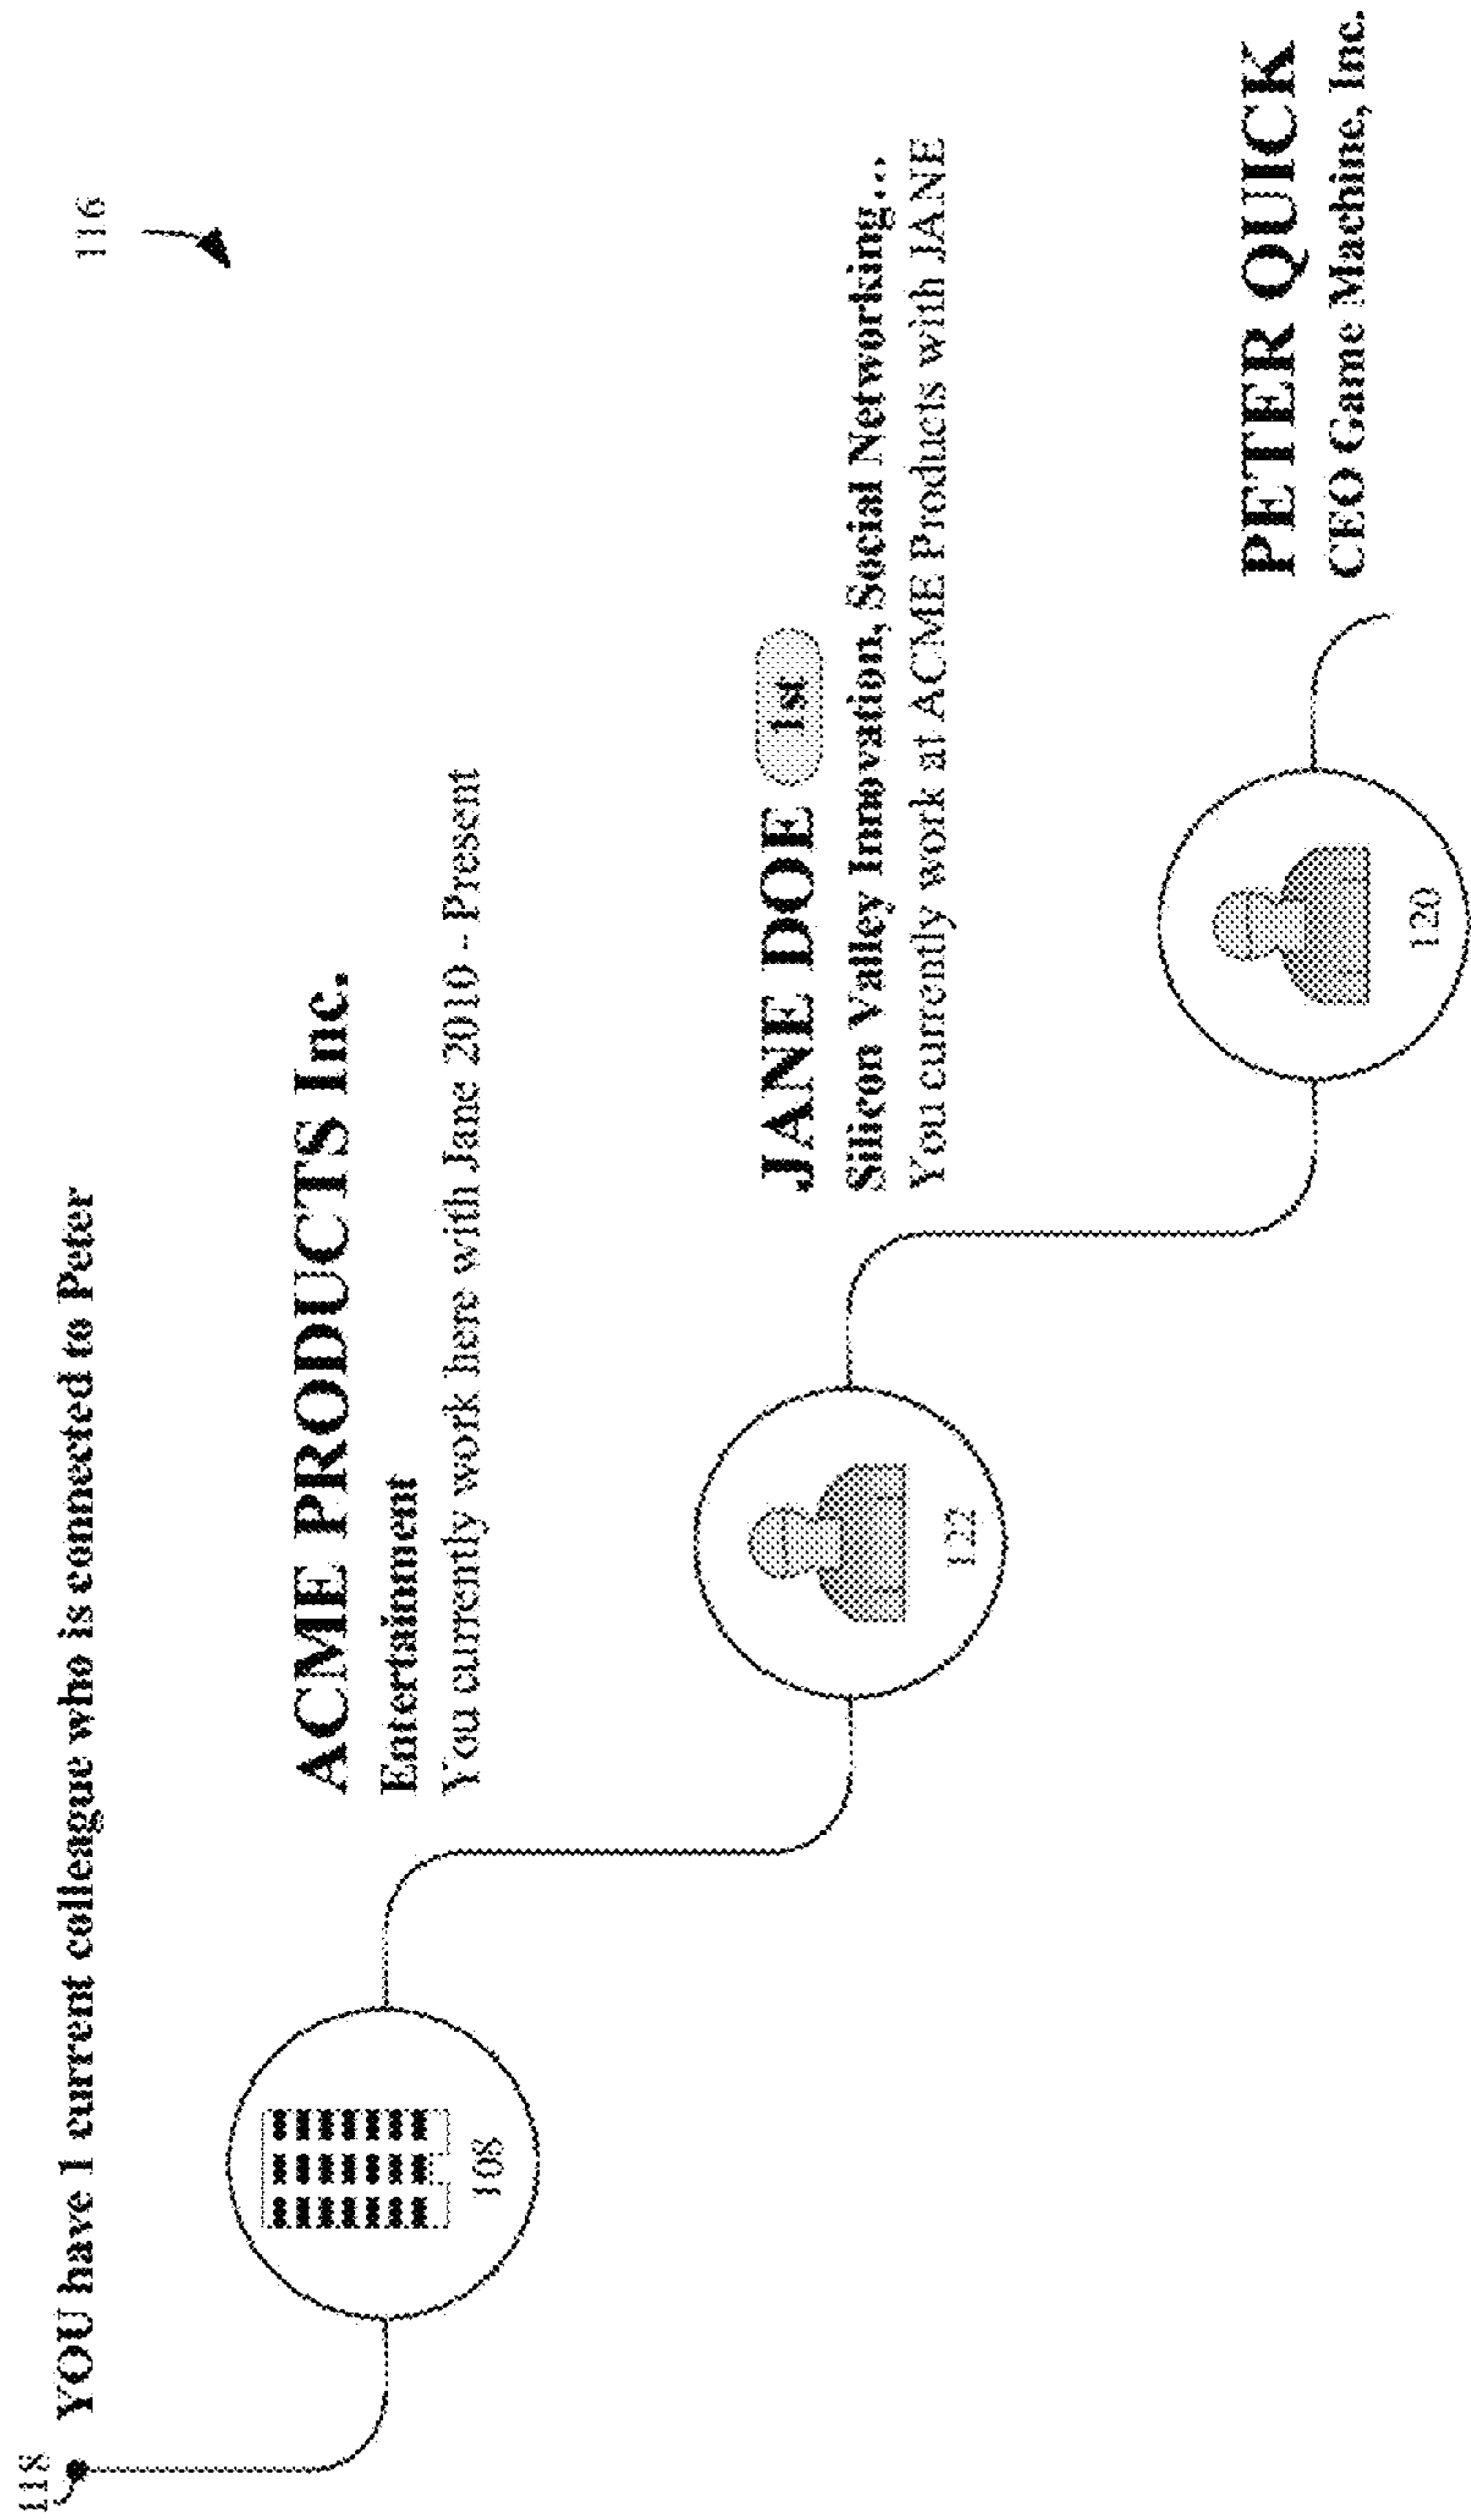 118
YOU have 1 current colleague who is connected to Peter
116
ACME PRODUCTS Inc.
Entertainment
You currently work here with Jane 2010 – Present
108
JANE DOE 1st
Silicon Valley Innovation, Social Networking...
You currently work at ACME Products with JANE
122
PETER QUICK
CEO Game Machine, Inc.
120